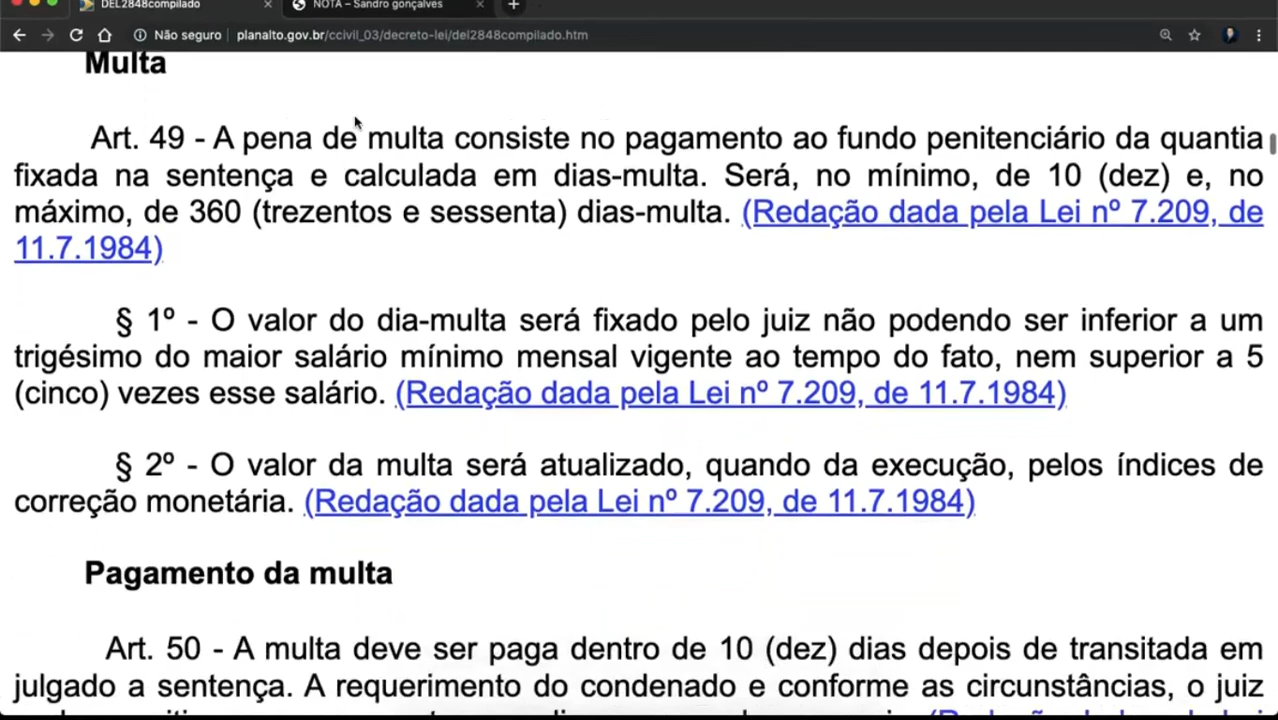 DEL2848compilado
NOTA – Sandro gonçalves
Não seguro
planalto.gov.br/ccivil_03/decreto-lei/del2848compilado.htm
Multa
Art. 49 - A pena de multa consiste no pagamento ao fundo penitenciário da quantia
fixada na sentença e calculada em dias-multa. Será, no mínimo, de 10 (dez) e, no
máximo, de 360 (trezentos e sessenta) dias-multa. (Redação dada pela Lei nº 7.209, de
11.7.1984)
§ 1º - O valor do dia-multa será fixado pelo juiz não podendo ser inferior a um
trigésimo do maior salário mínimo mensal vigente ao tempo do fato, nem superior a 5
(cinco) vezes esse salário. (Redação dada pela Lei nº 7.209, de 11.7.1984)
§ 2º - O valor da multa será atualizado, quando da execução, pelos índices de
correção monetária. (Redação dada pela Lei nº 7.209, de 11.7.1984)
Pagamento da multa
Art. 50 - A multa deve ser paga dentro de 10 (dez) dias depois de transitada em
julgado a sentença. A requerimento do condenado e conforme as circunstâncias, o juiz